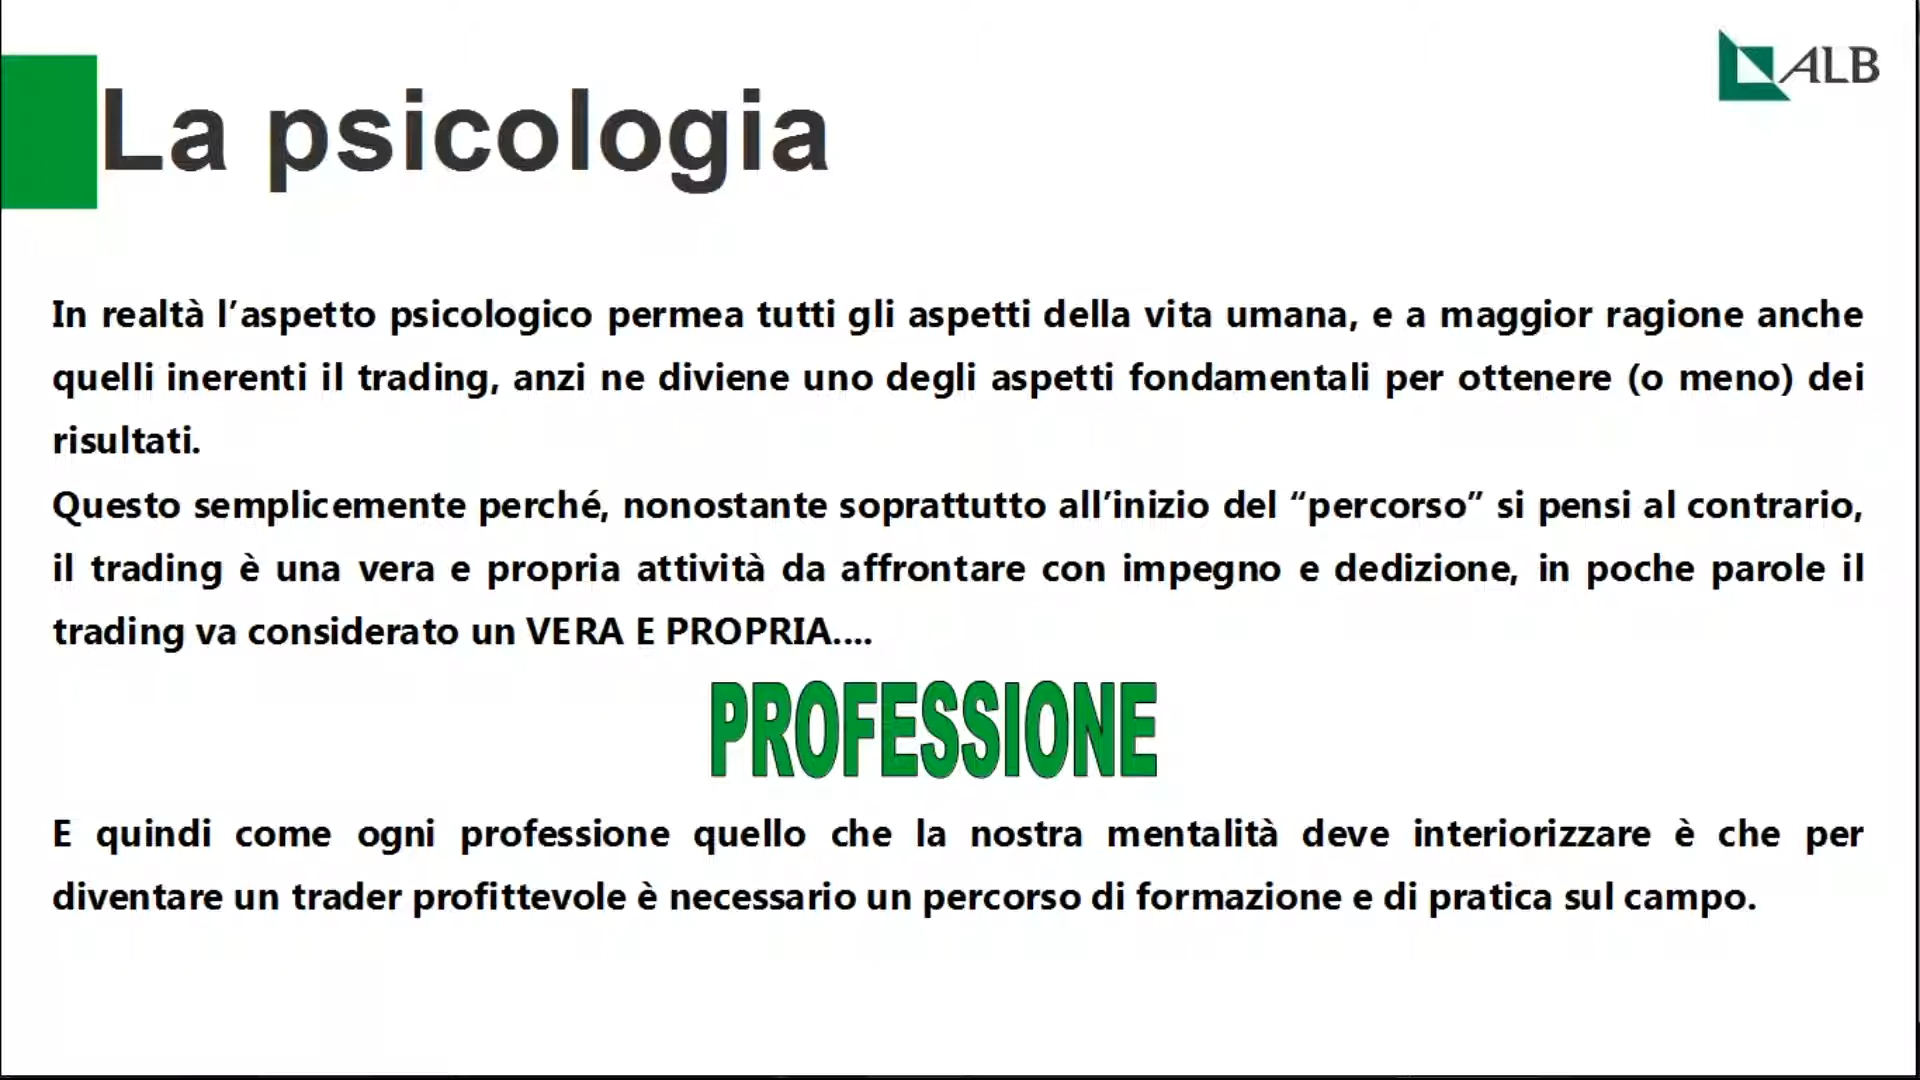 ALB
La psicologia
In realtà l’aspetto psicologico permea tutti gli aspetti della vita umana, e a maggior ragione anche
quelli inerenti il trading, anzi ne diviene uno degli aspetti fondamentali per ottenere (o meno) dei
risultati.
Questo semplicemente perché, nonostante soprattutto all’inizio del “percorso” si pensi al contrario,
il trading è una vera e propria attività da affrontare con impegno e dedizione, in poche parole il
trading va considerato un VERA E PROPRIA....
PROFESSIONE
E quindi come ogni professione quello che la nostra mentalità deve interiorizzare è che per
diventare un trader profittevole è necessario un percorso di formazione e di pratica sul campo.